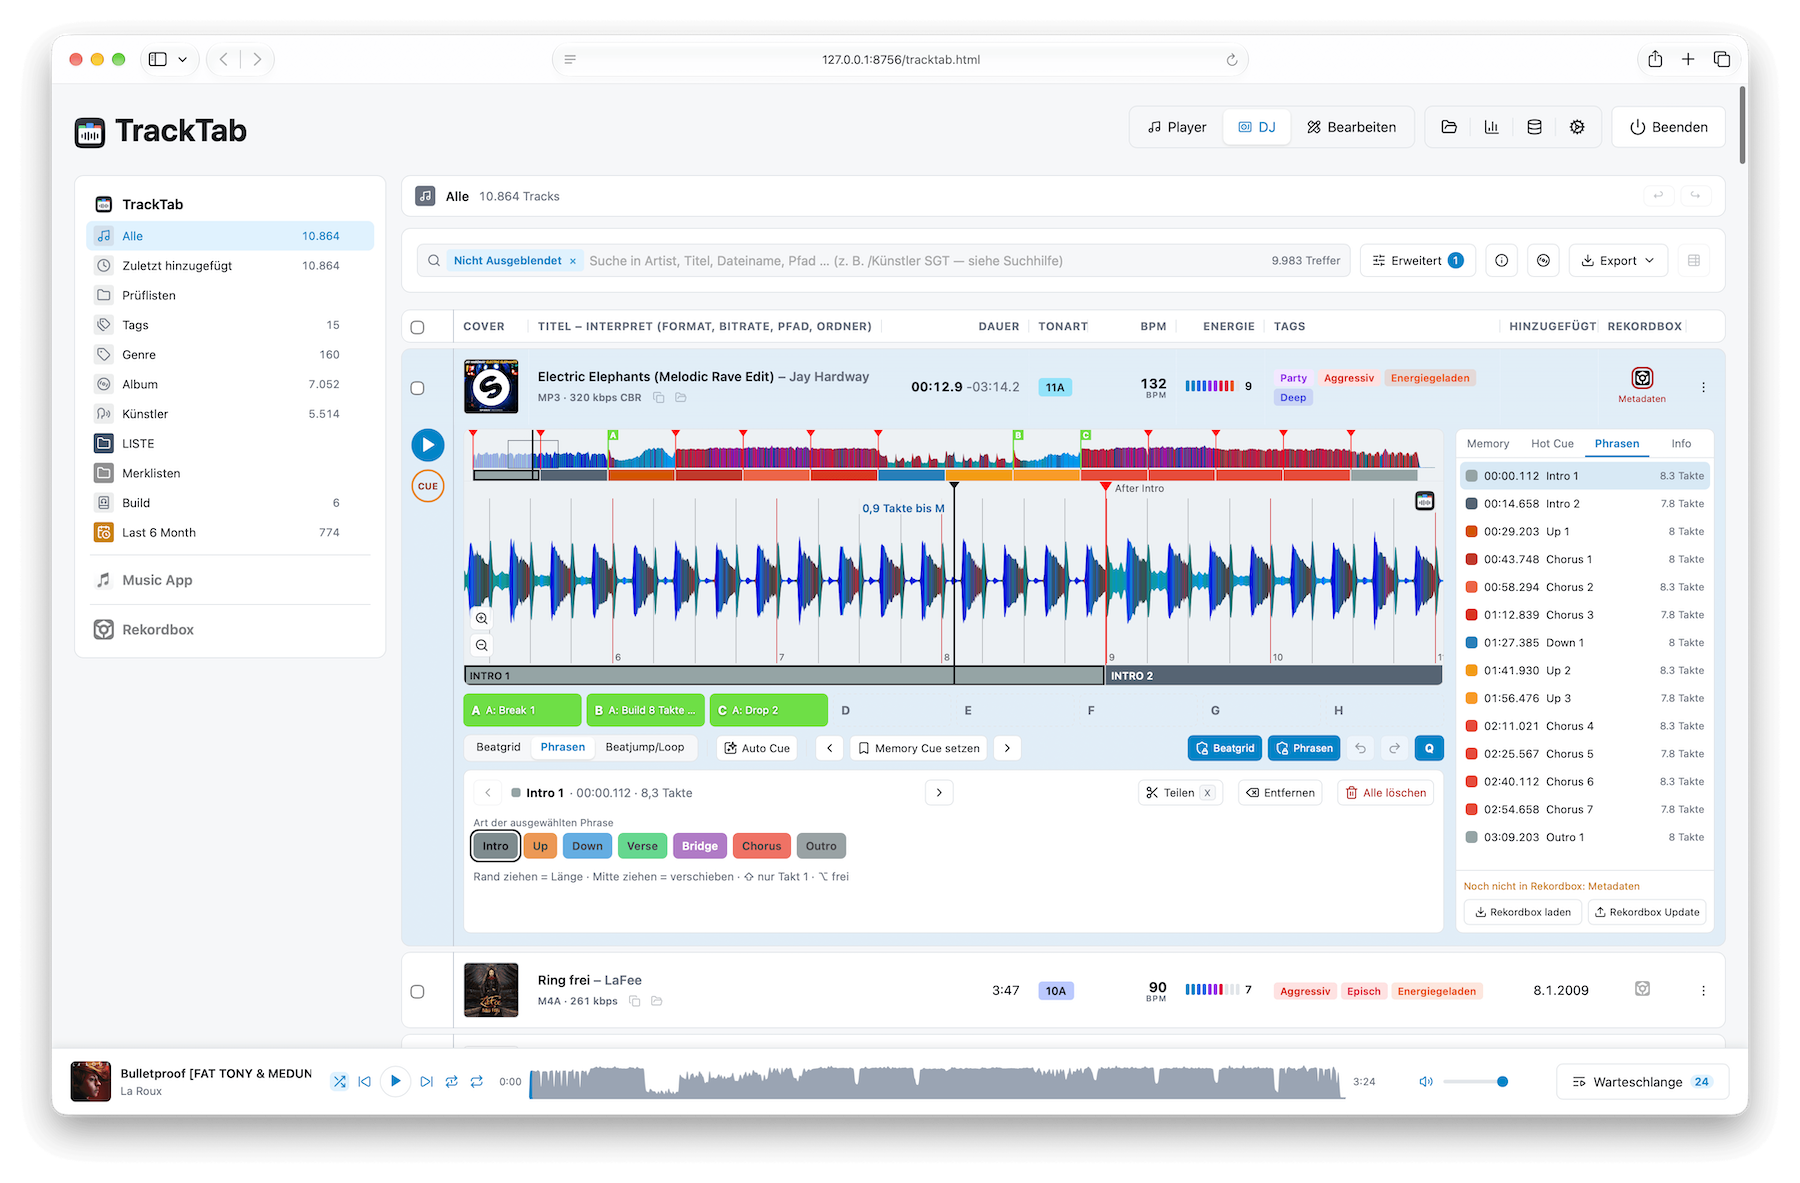 127.0.0.1:8756/tracktab.html
TrackTab
Player
DJ
Bearbeiten
Beenden
TrackTab
Alle 10.864
Zuletzt hinzugefügt 10.864
Prüflisten
Tags 15
Genre 160
Album 7.052
Künstler 5.514
LISTE
Merklisten
Build 6
Last 6 Month 774
Music App
Rekordbox
Alle 10.864 Tracks
Nicht Ausgeblendet × Suche in Artist, Titel, Dateiname, Pfad ... (z. B. /Künstler SGT — siehe Suchhilfe) 9.983 Treffer
Erweitert 1
Export
COVER TITEL – INTERPRET (FORMAT, BITRATE, PFAD, ORDNER) DAUER TONART BPM ENERGIE TAGS HINZUGEFÜGT REKORDBOX
Electric Elephants (Melodic Rave Edit) – Jay Hardway
MP3 · 320 kbps CBR
00:12.9 -03:14.2
11A
132
BPM
9
Party Aggressiv Energiegeladen
Deep
Metadaten
CUE
A B C
After Intro
0,9 Takte bis M
6 7 8 9 10 1
INTRO 1 INTRO 2
A A: Break 1
B A: Build 8 Takte ...
C A: Drop 2
D E F G H
Beatgrid Phrasen Beatjump/Loop
Auto Cue
Memory Cue setzen
Beatgrid
Phrasen
Q
Intro 1 · 00:00.112 · 8,3 Takte
Teilen X
Entfernen
Alle löschen
Art der ausgewählten Phrase
Intro Up Down Verse Bridge Chorus Outro
Rand ziehen = Länge · Mitte ziehen = verschieben · ⇧ nur Takt 1 · ⌥ frei
Memory Hot Cue Phrasen Info
00:00.112 Intro 1 8.3 Takte
00:14.658 Intro 2 7.8 Takte
00:29.203 Up 1 8 Takte
00:43.748 Chorus 1 8 Takte
00:58.294 Chorus 2 8.3 Takte
01:12.839 Chorus 3 7.8 Takte
01:27.385 Down 1 8 Takte
01:41.930 Up 2 8.3 Takte
01:56.476 Up 3 7.8 Takte
02:11.021 Chorus 4 8.3 Takte
02:25.567 Chorus 5 7.8 Takte
02:40.112 Chorus 6 8.3 Takte
02:54.658 Chorus 7 7.8 Takte
03:09.203 Outro 1 8 Takte
Noch nicht in Rekordbox: Metadaten
Rekordbox laden
Rekordbox Update
Ring frei – LaFee
M4A · 261 kbps
3:47
10A
90
BPM
7
Aggressiv Episch Energiegeladen
8.1.2009
Bulletproof [FAT TONY & MEDUN
La Roux
0:00
3:24
Warteschlange 24